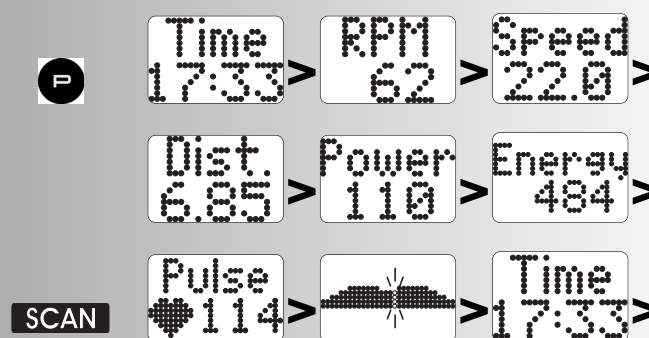 Time > RPM > Speed >
17:33 62 22.0
P
Dist. > Power > Energy >
6.85 110 484
Pulse > > Time >
114 17:33
SCAN